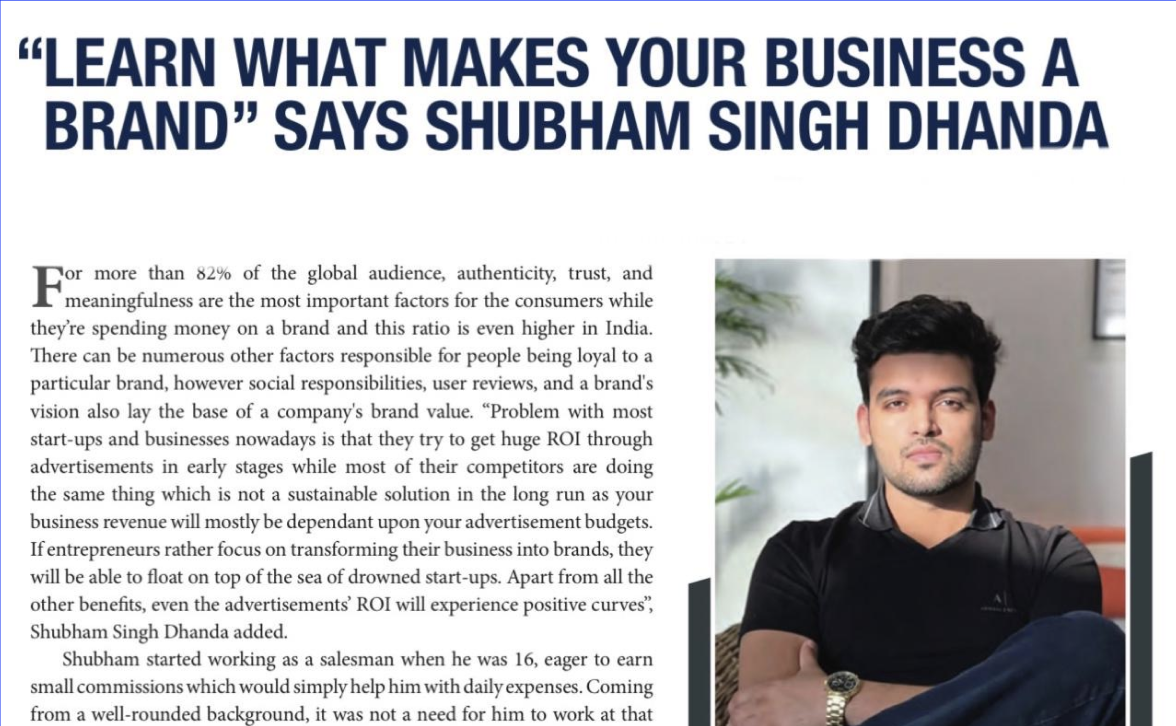 “LEARN WHAT MAKES YOUR BUSINESS A
BRAND” SAYS SHUBHAM SINGH DHANDA
For more than 82% of the global audience, authenticity, trust, and
meaningfulness are the most important factors for the consumers while
they’re spending money on a brand and this ratio is even higher in India.
There can be numerous other factors responsible for people being loyal to a
particular brand, however social responsibilities, user reviews, and a brand's
vision also lay the base of a company's brand value. “Problem with most
start-ups and businesses nowadays is that they try to get huge ROI through
advertisements in early stages while most of their competitors are doing
the same thing which is not a sustainable solution in the long run as your
business revenue will mostly be dependant upon your advertisement budgets.
If entrepreneurs rather focus on transforming their business into brands, they
will be able to float on top of the sea of drowned start-ups. Apart from all the
other benefits, even the advertisements’ ROI will experience positive curves”,
Shubham Singh Dhanda added.
Shubham started working as a salesman when he was 16, eager to earn
small commissions which would simply help him with daily expenses. Coming
from a well-rounded background, it was not a need for him to work at that